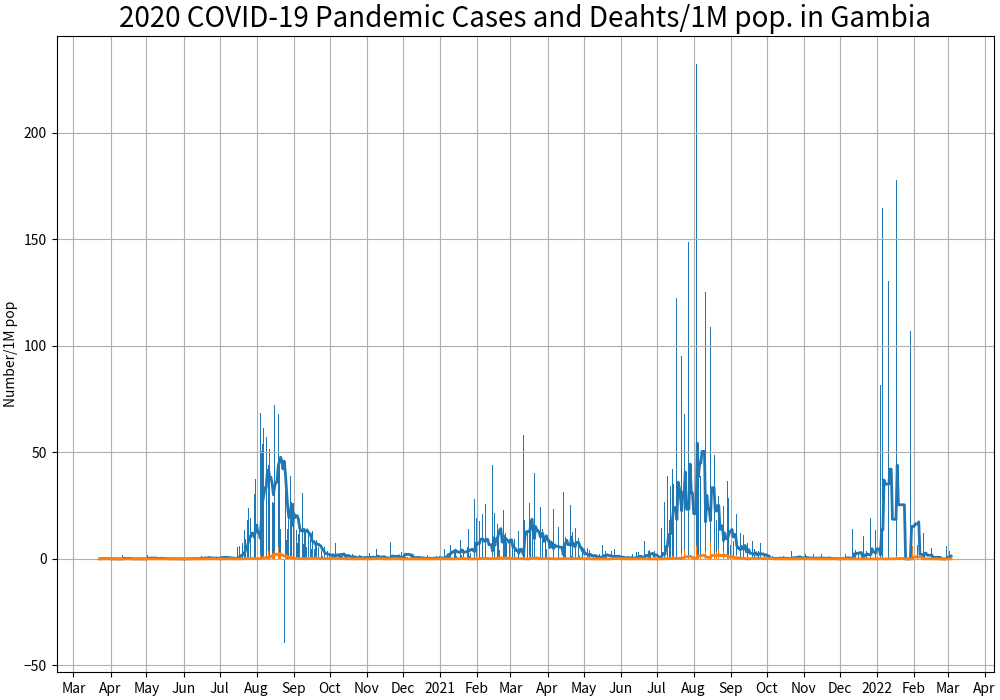 2020 COVID-19 Pandemic Cases and Deahts/1M pop. in Gambia
Number/1M pop
200
150
100
50
0
−50
Mar Apr May Jun Jul Aug Sep Oct Nov Dec 2021 Feb Mar Apr May Jun Jul Aug Sep Oct Nov Dec 2022 Feb Mar Apr